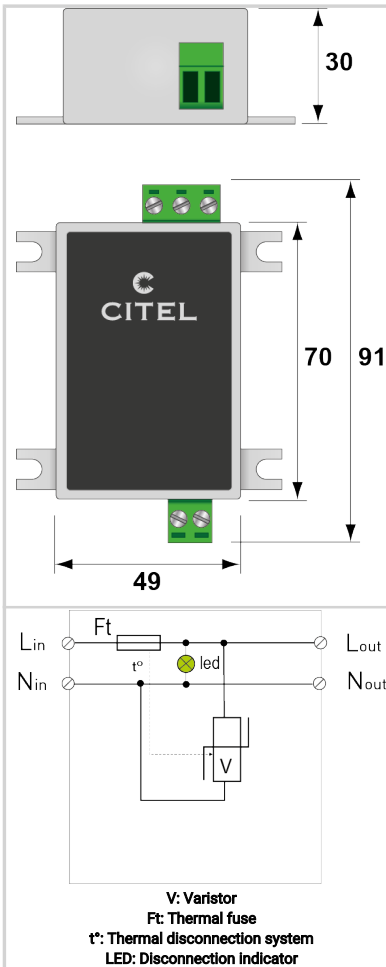 30
CITEL
70
91
49
Ft
Lin
Lout
t°
led
Nin
Nout
V
V: Varistor
Ft: Thermal fuse
t°: Thermal disconnection system
LED: Disconnection indicator